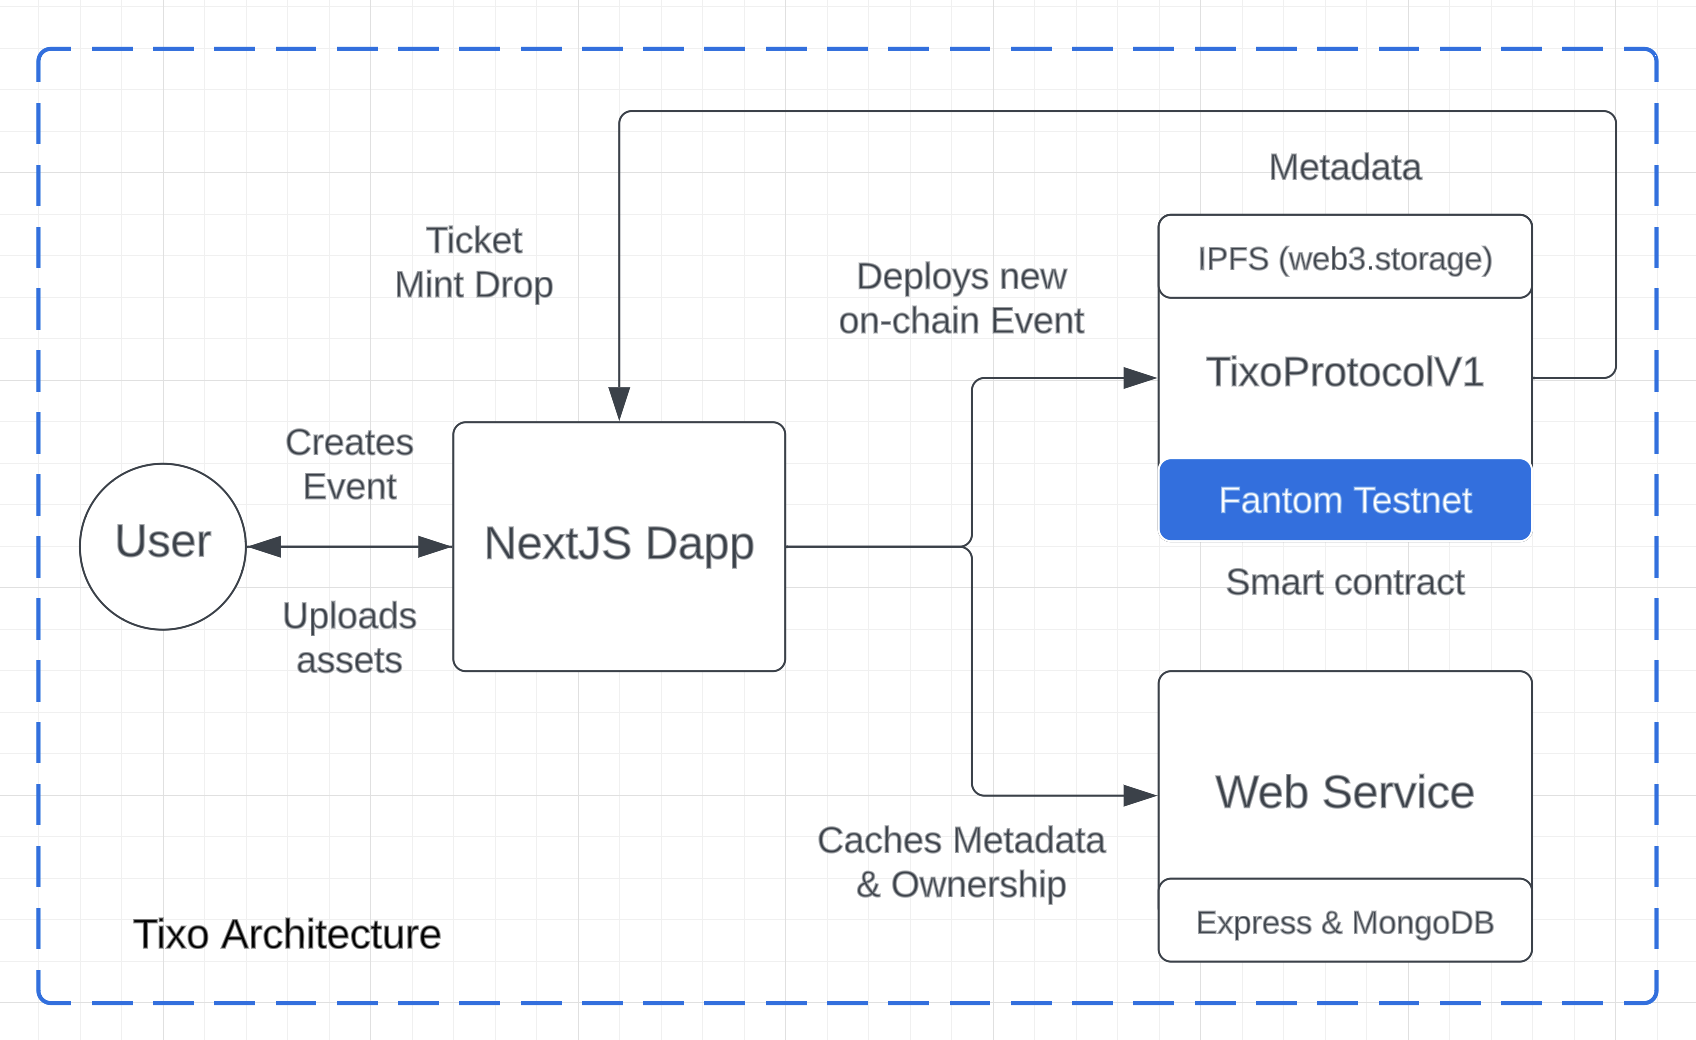 Metadata
IPFS (web3.storage)
Ticket
Mint Drop
Deploys new
on-chain Event
TixoProtocolV1
Creates
Event
Fantom Testnet
User
NextJS Dapp
Smart contract
Uploads
assets
Web Service
Caches Metadata
& Ownership
Express & MongoDB
Tixo Architecture